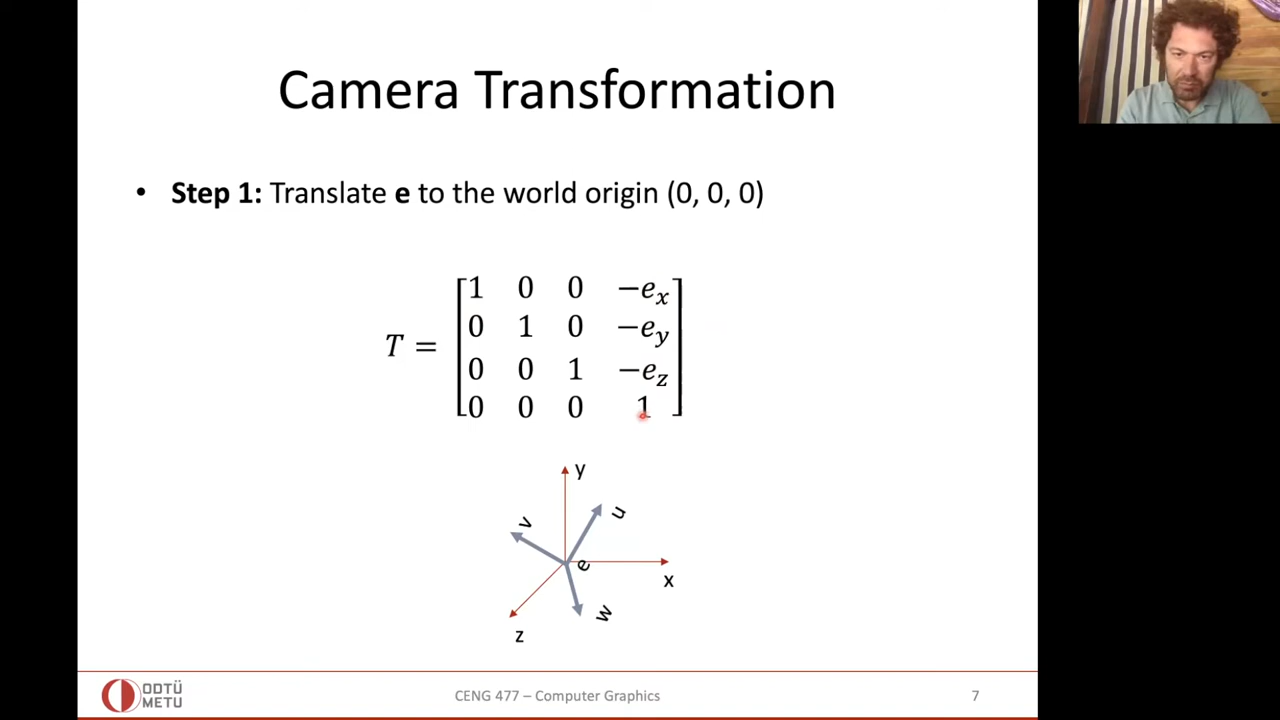 Camera Transformation
• Step 1: Translate e to the world origin (0, 0, 0)
1 0 0 −eₓ
0 1 0 −e_y
T =
0 0 1 −e_z
0 0 0 1
y
v u
e
x
w
z
ODTÜ
METU
CENG 477 – Computer Graphics
7